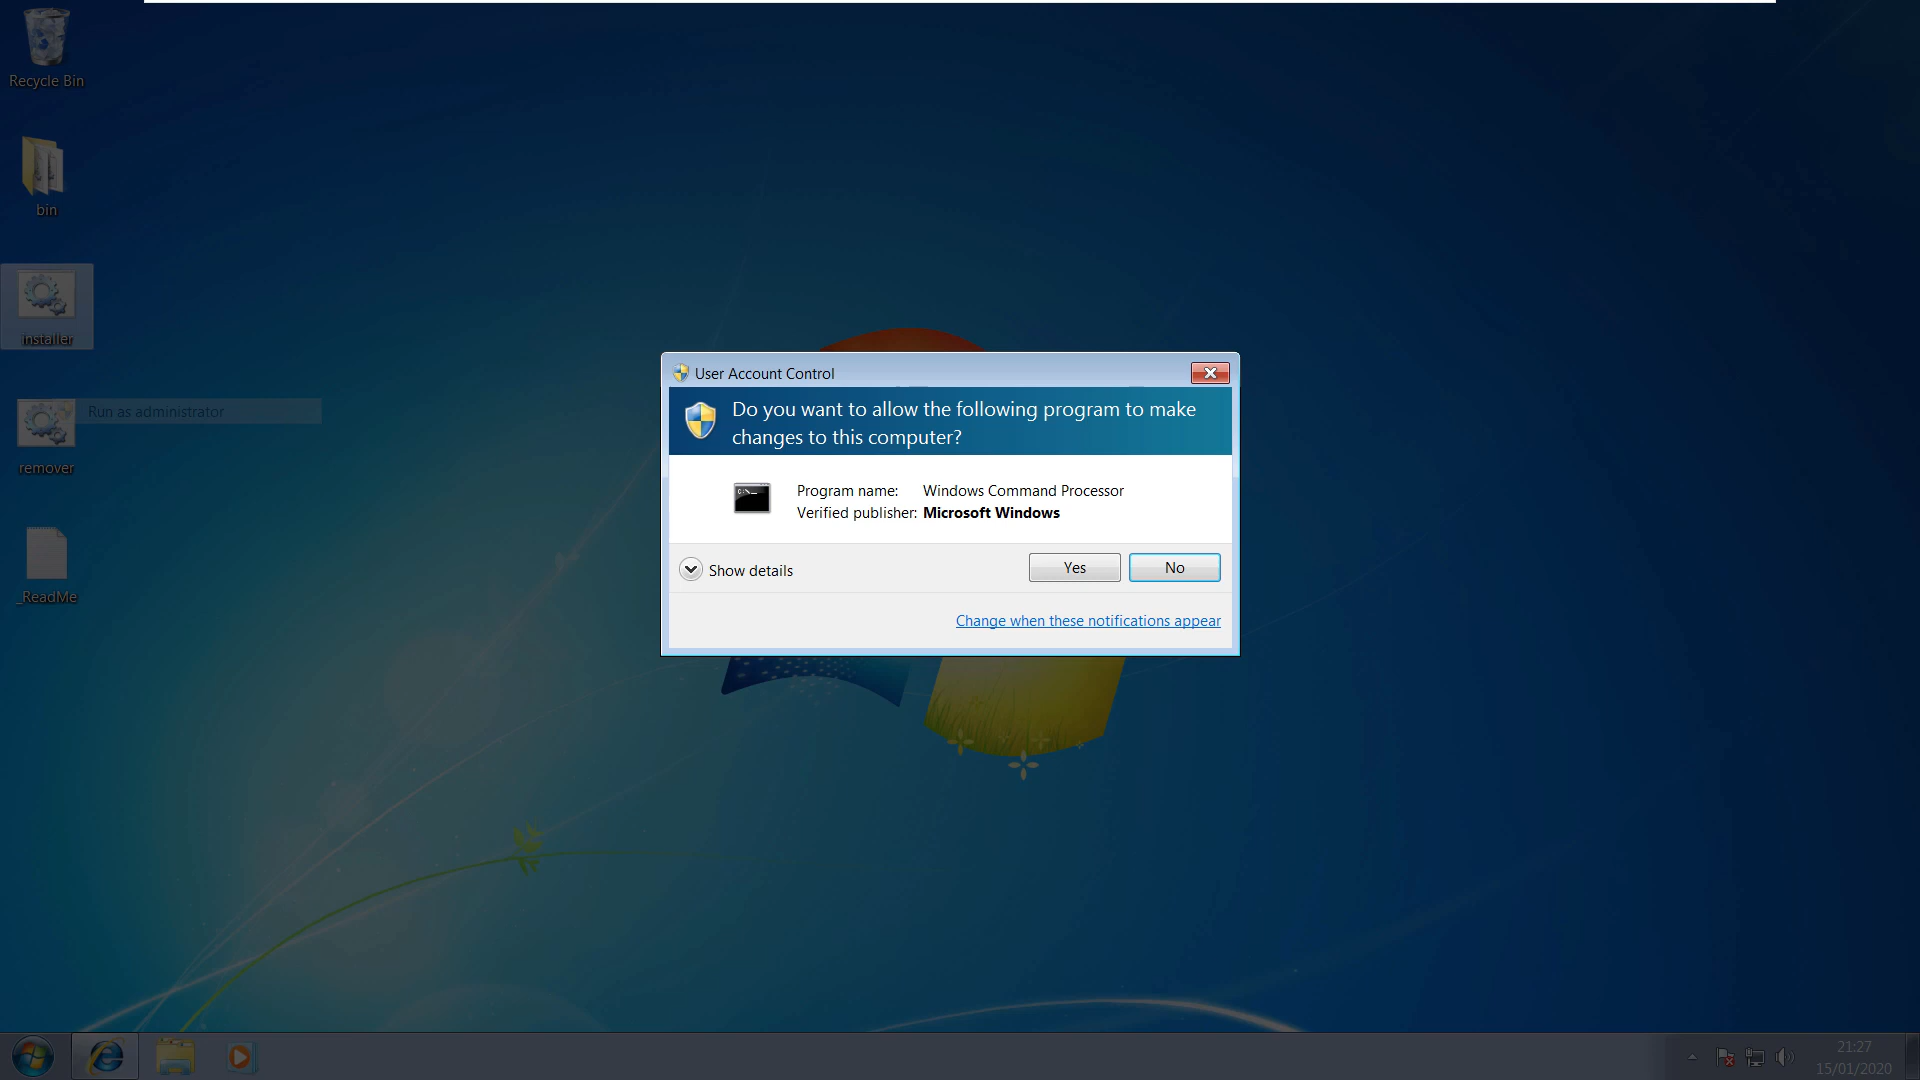 Recycle Bin
bin
installer
Run as administrator
remover
_ReadMe
User Account Control
Do you want to allow the following program to make
changes to this computer?
C:\_
Program name: Windows Command Processor
Verified publisher: Microsoft Windows
Show details
Yes
No
Change when these notifications appear
21:27
15/01/2020